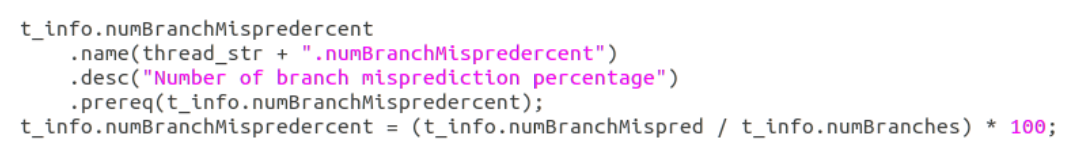 t_info.numBranchMispredercent
    .name(thread_str + ".numBranchMispredercent")
    .desc("Number of branch misprediction percentage")
    .prereq(t_info.numBranchMispredercent);
t_info.numBranchMispredercent = (t_info.numBranchMispred / t_info.numBranches) * 100;